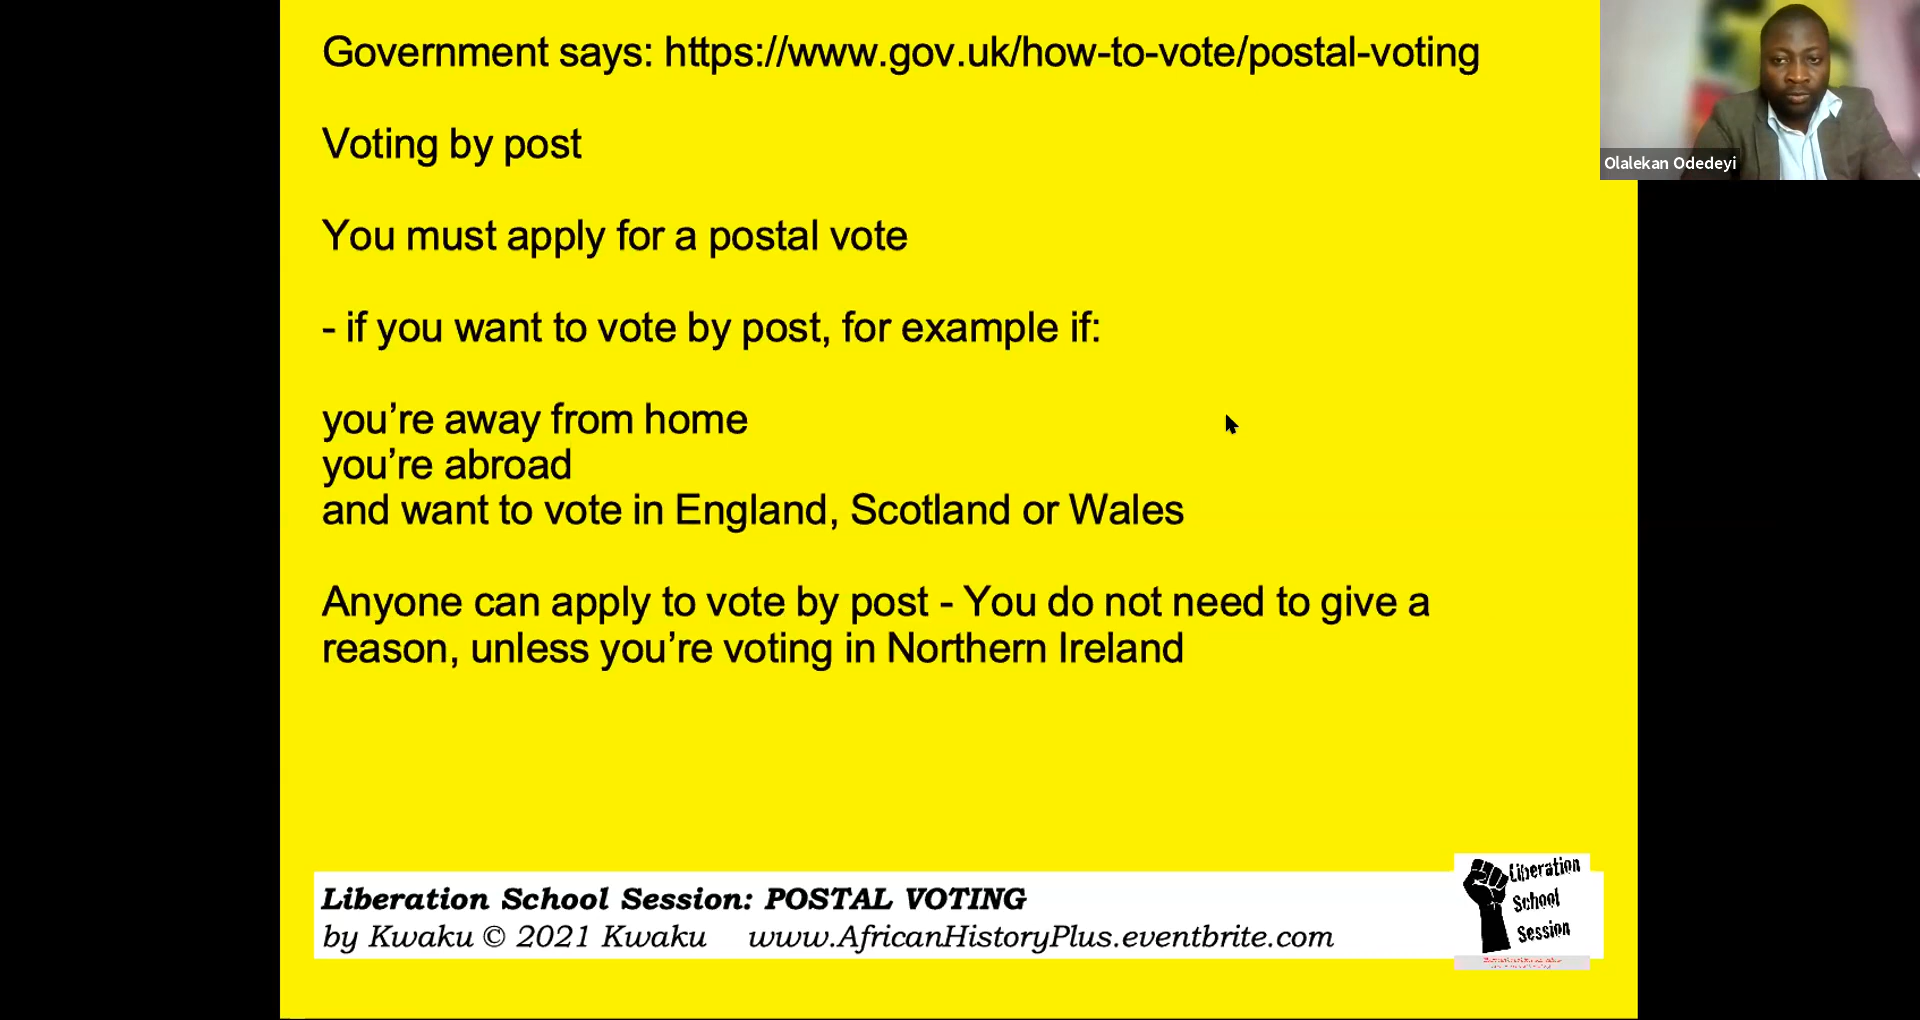 Government says: https://www.gov.uk/how-to-vote/postal-voting
Voting by post
You must apply for a postal vote
- if you want to vote by post, for example if:
you’re away from home
you’re abroad
and want to vote in England, Scotland or Wales
Anyone can apply to vote by post - You do not need to give a
reason, unless you’re voting in Northern Ireland
Olalekan Odedeyi
Liberation School Session: POSTAL VOTING
by Kwaku © 2021 Kwaku www.AfricanHistoryPlus.eventbrite.com
Liberation
School
Session